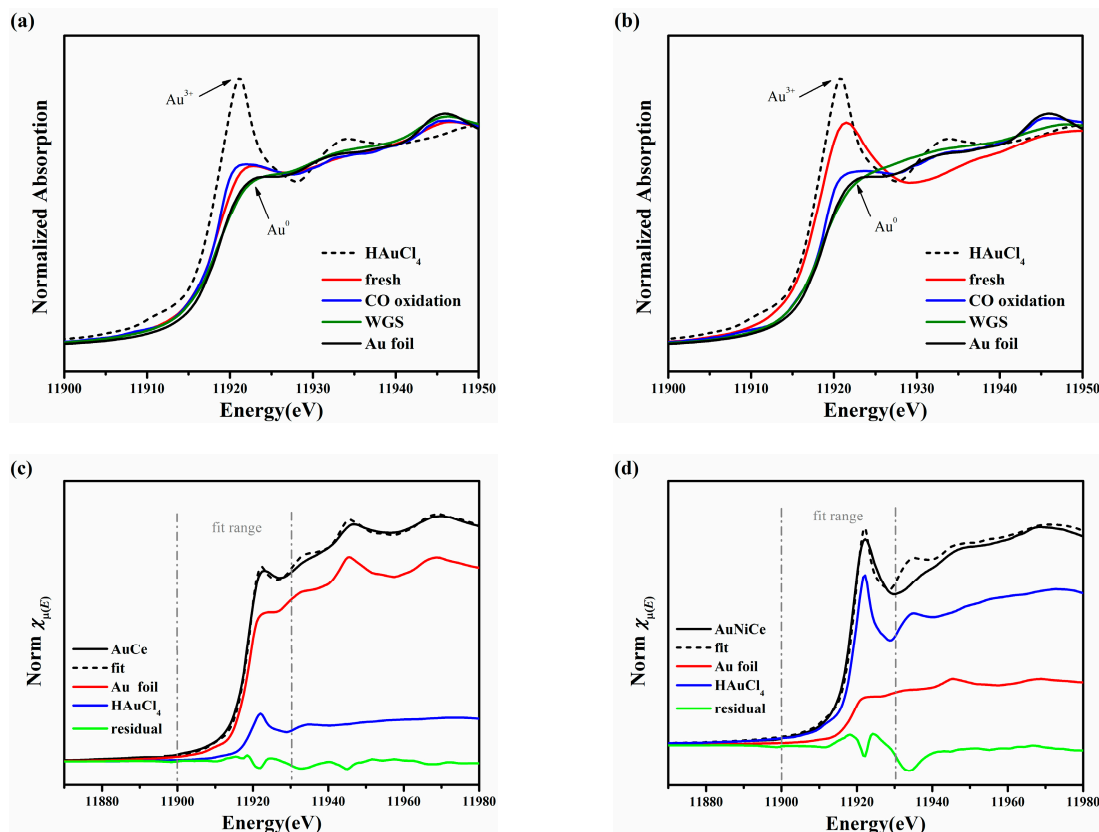 (a)
Normalized Absorption
Au3+
Au0
HAuCl4
fresh
CO oxidation
WGS
Au foil
11900 11910 11920 11930 11940 11950
Energy(eV)
(b)
Normalized Absorption
Au3+
Au0
HAuCl4
fresh
CO oxidation
WGS
Au foil
11900 11910 11920 11930 11940 11950
Energy(eV)
(c)
Norm χμ(E)
fit range
AuCe
fit
Au foil
HAuCl4
residual
11880 11900 11920 11940 11960 11980
Energy(eV)
(d)
Norm χμ(E)
fit range
AuNiCe
fit
Au foil
HAuCl4
residual
11880 11900 11920 11940 11960 11980
Energy(eV)